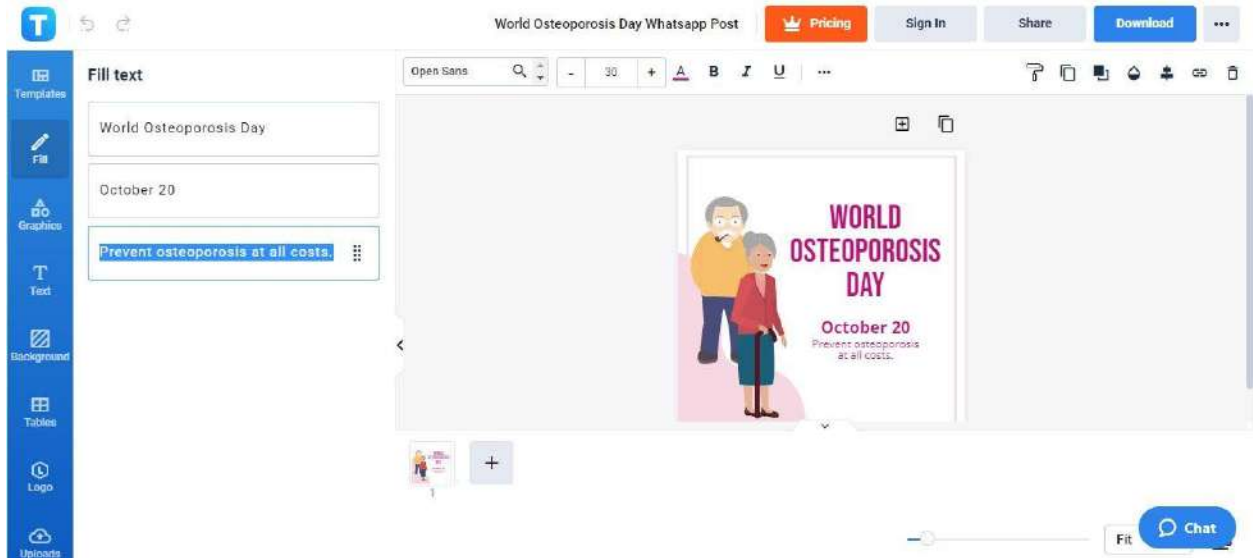 T World Osteoporosis Day Whatsapp Post Pricing Sign In Share Download
Templates
Fill
Graphics
T
Text
Background
Tables
Logo
Uploads
Fill text
World Osteoporosis Day
October 20
Prevent osteoporosis at all costs.
Open Sans - 30 + A B I U
WORLD
OSTEOPOROSIS
DAY
October 20
Prevent osteoporosis
at all costs.
+
1
Fit
Chat